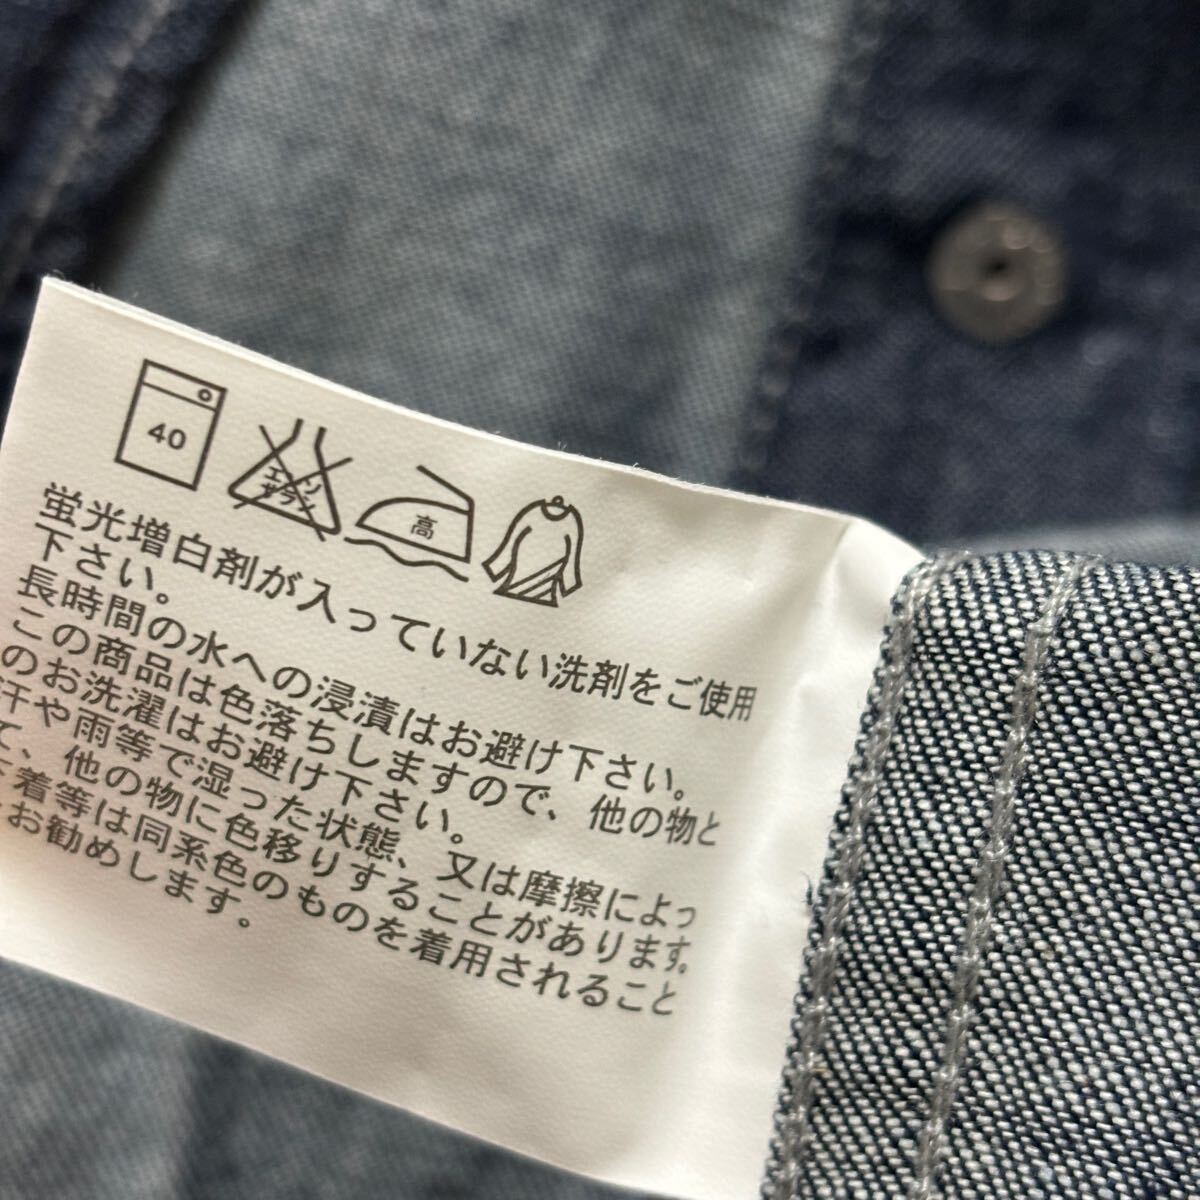 40
エンソ
サラシ
高
蛍光増白剤が入っていない洗剤をご使用
下さい。
長時間の水への浸漬はお避け下さい。
この商品は色落ちしますので、他の物と
のお洗濯はお避け下さい。
汗や雨等で湿った状態、又は摩擦によっ
て、他の物に色移りすることがあります。
着等は同系色のものを着用されること
お勧めします。